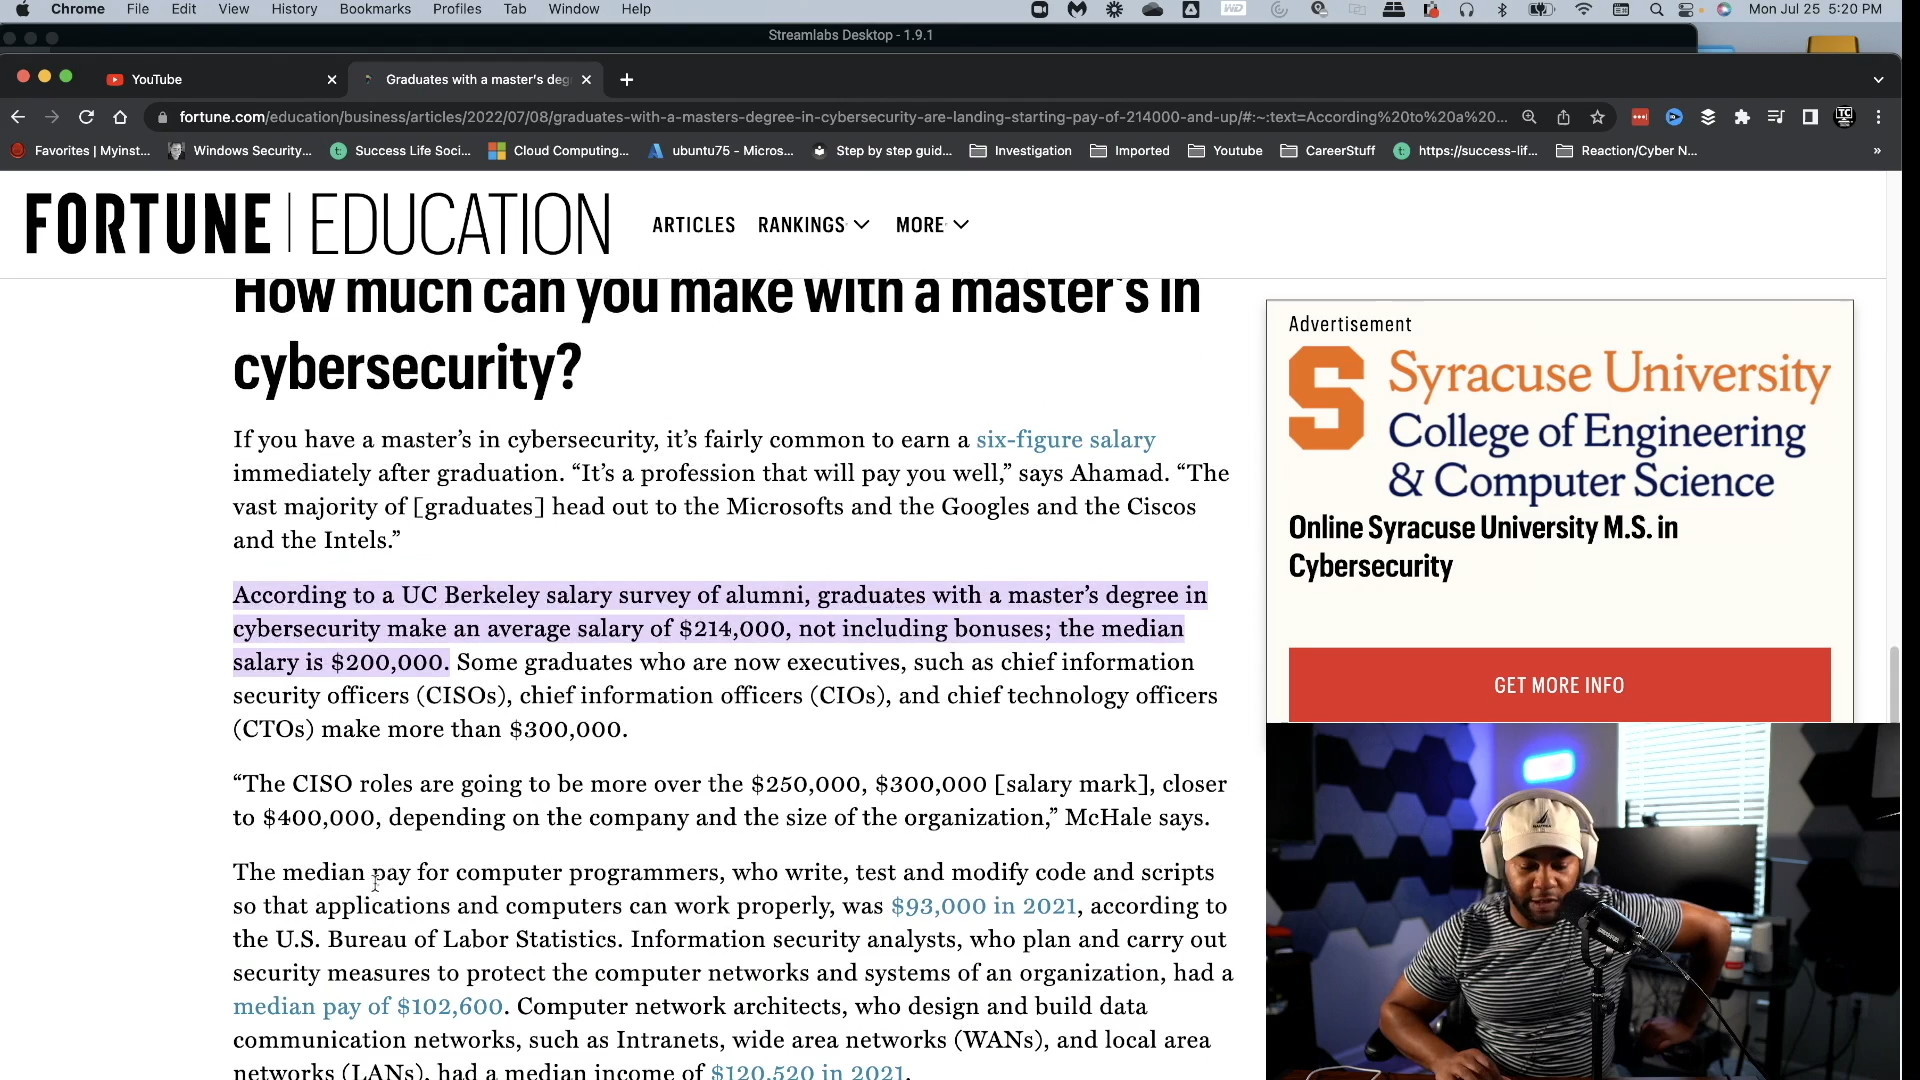 Chrome File Edit View History Bookmarks Profiles Tab Window Help Mon Jul 25 5:20 PM
Streamlabs Desktop - 1.9.1
YouTube Graduates with a master's deg
fortune.com/education/business/articles/2022/07/08/graduates-with-a-masters-degree-in-cybersecurity-are-landing-starting-pay-of-214000-and-up/#:~:text=According%20to%20a%20...
Favorites | Myinst... Windows Security... Success Life Soci... Cloud Computing... ubuntu75 - Micros... Step by step guid... Investigation Imported Youtube CareerStuff https://success-lif... Reaction/Cyber N... »
FORTUNE | EDUCATION ARTICLES RANKINGS MORE
How much can you make with a master's in
cybersecurity?
If you have a master's in cybersecurity, it's fairly common to earn a six-figure salary
immediately after graduation. “It's a profession that will pay you well,” says Ahamad. “The
vast majority of [graduates] head out to the Microsofts and the Googles and the Ciscos
and the Intels.”
According to a UC Berkeley salary survey of alumni, graduates with a master's degree in
cybersecurity make an average salary of $214,000, not including bonuses; the median
salary is $200,000. Some graduates who are now executives, such as chief information
security officers (CISOs), chief information officers (CIOs), and chief technology officers
(CTOs) make more than $300,000.
“The CISO roles are going to be more over the $250,000, $300,000 [salary mark], closer
to $400,000, depending on the company and the size of the organization,” McHale says.
The median pay for computer programmers, who write, test and modify code and scripts
so that applications and computers can work properly, was $93,000 in 2021, according to
the U.S. Bureau of Labor Statistics. Information security analysts, who plan and carry out
security measures to protect the computer networks and systems of an organization, had a
median pay of $102,600. Computer network architects, who design and build data
communication networks, such as Intranets, wide area networks (WANs), and local area
networks (LANs), had a median income of $120,520 in 2021.
Advertisement
S Syracuse University
College of Engineering
& Computer Science
Online Syracuse University M.S. in
Cybersecurity
GET MORE INFO